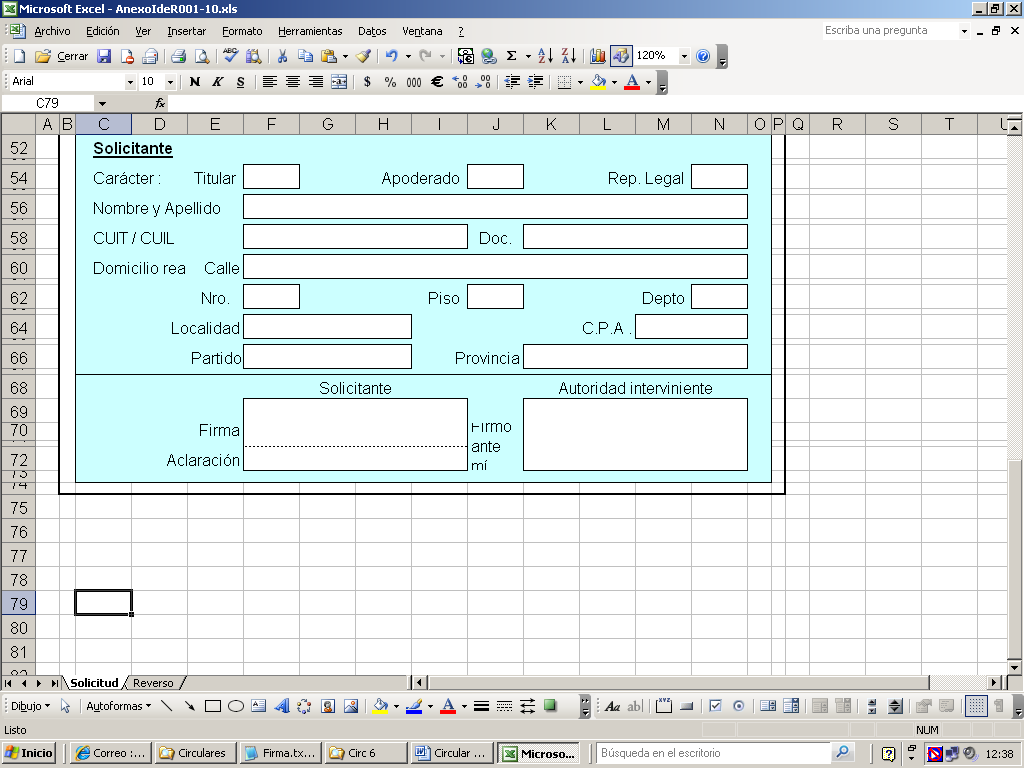 Microsoft Excel - AnexoIdeR001-10.xls
Archivo Edición Ver Insertar Formato Herramientas Datos Ventana ? Escriba una pregunta
Cerrar 120%
Arial 10 N K S $ % 000 €
C79 fx
A B C D E F G H I J K L M N O P Q R S T U
52 Solicitante
54 Carácter : Titular Apoderado Rep. Legal
56 Nombre y Apellido
58 CUIT / CUIL Doc.
60 Domicilio rea Calle
62 Nro. Piso Depto
64 Localidad C.P.A .
66 Partido Provincia
68 Solicitante Autoridad interviniente
69
70 Firma Firmo
ante
72 Aclaración mí
73
74
75
76
77
78
79
80
81
82
Solicitud Reverso
Dibujo Autoformas
Listo NUM
Inicio Correo :... Circulares Firma.tx... Circ 6 Circular ... Microso... Búsqueda en el escritorio 12:38